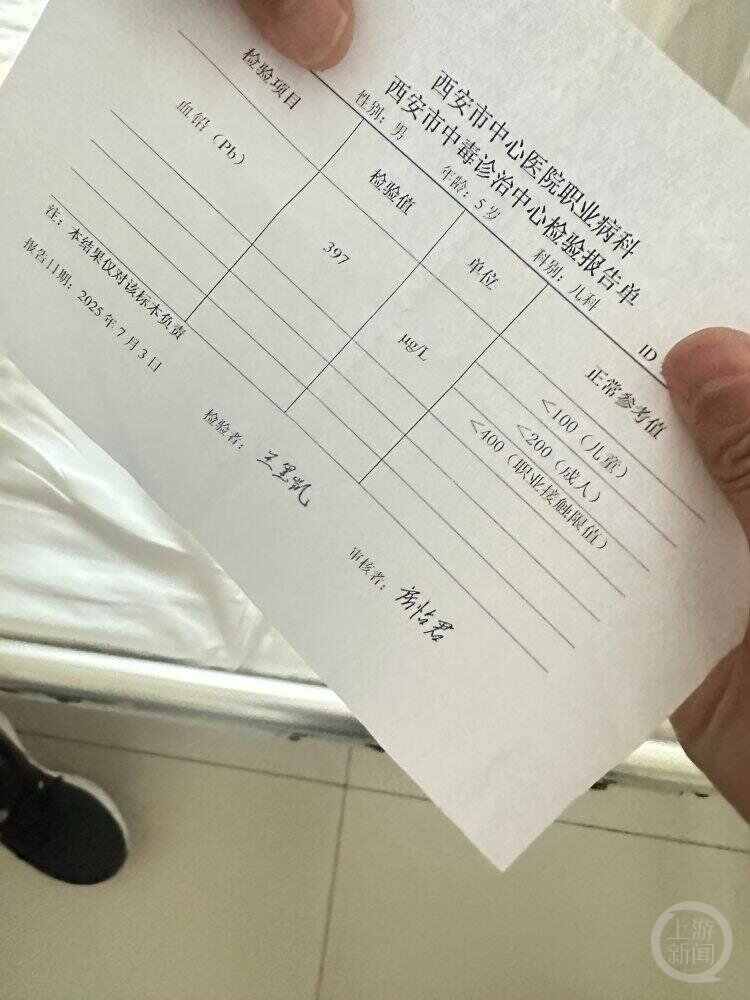 西安市中心医院职业病科
西安市中毒诊治中心检验报告单
性别：男 年龄：5岁 科别：儿科 ID
检验项目 检验值 单位 正常参考值
血铅（Pb） 397 μg/L <100（儿童）
<200（成人）
<400（职业接触限值）
注：本结果仅对该标本负责
报告日期：2025年7月3日
检验者：
审核者：房怡君
上游新闻